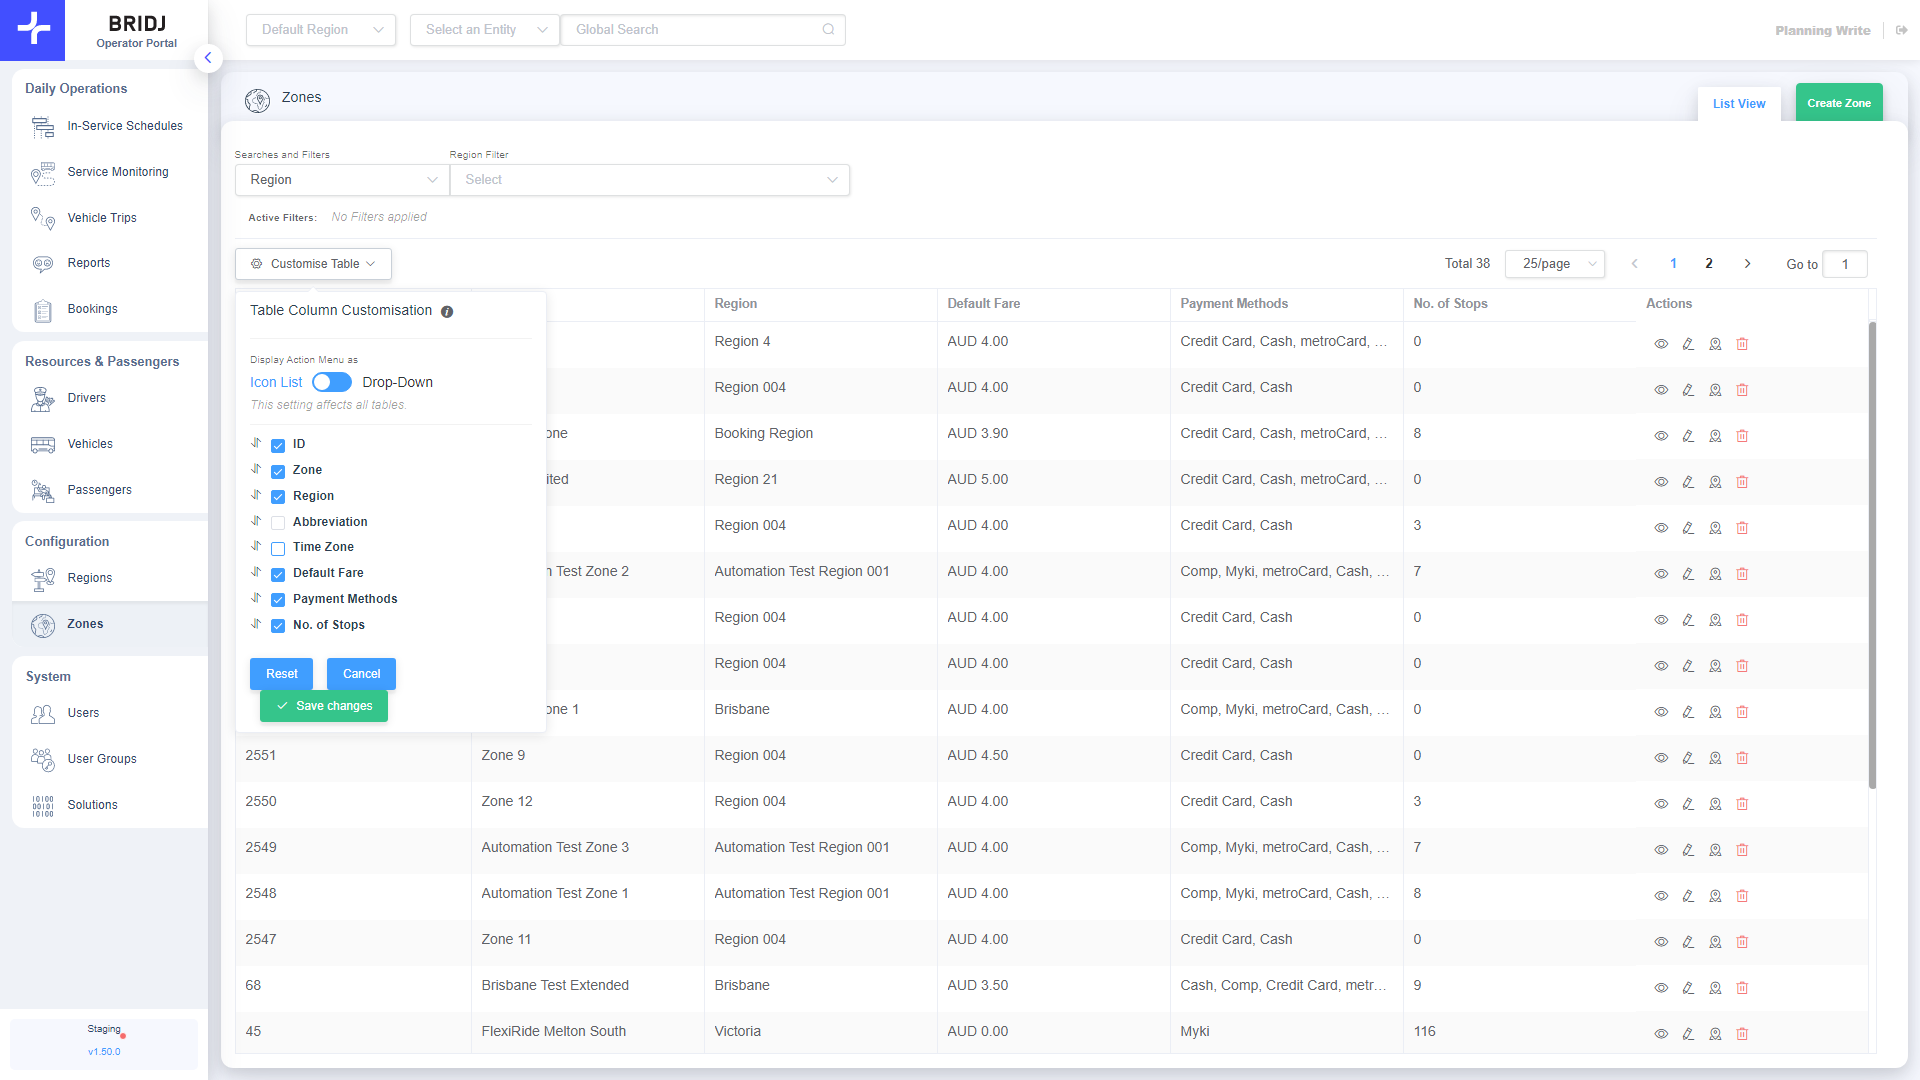 BRIDJ
Operator Portal
Default Region
Select an Entity
Global Search
Planning Write
Daily Operations
In-Service Schedules
Service Monitoring
Vehicle Trips
Reports
Bookings
Resources & Passengers
Drivers
Vehicles
Passengers
Configuration
Regions
Zones
System
Users
User Groups
Solutions
Staging
v1.50.0
Zones
List View
Create Zone
Searches and Filters
Region Filter
Region
Select
Active Filters: No Filters applied
Customise Table
Total 38
25/page
1
2
Go to
1
Table Column Customisation
Display Action Menu as
Icon List
Drop-Down
This setting affects all tables.
ID
Zone
Region
Abbreviation
Time Zone
Default Fare
Payment Methods
No. of Stops
Reset
Cancel
Save changes
Region Default Fare Payment Methods No. of Stops Actions
Region 4 AUD 4.00 Credit Card, Cash, metroCard, ... 0
Region 004 AUD 4.00 Credit Card, Cash 0
one Booking Region AUD 3.90 Credit Card, Cash, metroCard, ... 8
ited Region 21 AUD 5.00 Credit Card, Cash, metroCard, ... 0
Region 004 AUD 4.00 Credit Card, Cash 3
n Test Zone 2 Automation Test Region 001 AUD 4.00 Comp, Myki, metroCard, Cash, ... 7
Region 004 AUD 4.00 Credit Card, Cash 0
Region 004 AUD 4.00 Credit Card, Cash 0
one 1 Brisbane AUD 4.00 Comp, Myki, metroCard, Cash, ... 0
2551 Zone 9 Region 004 AUD 4.50 Credit Card, Cash 0
2550 Zone 12 Region 004 AUD 4.00 Credit Card, Cash 3
2549 Automation Test Zone 3 Automation Test Region 001 AUD 4.00 Comp, Myki, metroCard, Cash, ... 7
2548 Automation Test Zone 1 Automation Test Region 001 AUD 4.00 Comp, Myki, metroCard, Cash, ... 8
2547 Zone 11 Region 004 AUD 4.00 Credit Card, Cash 0
68 Brisbane Test Extended Brisbane AUD 3.50 Cash, Comp, Credit Card, metr... 9
45 FlexiRide Melton South Victoria AUD 0.00 Myki 116